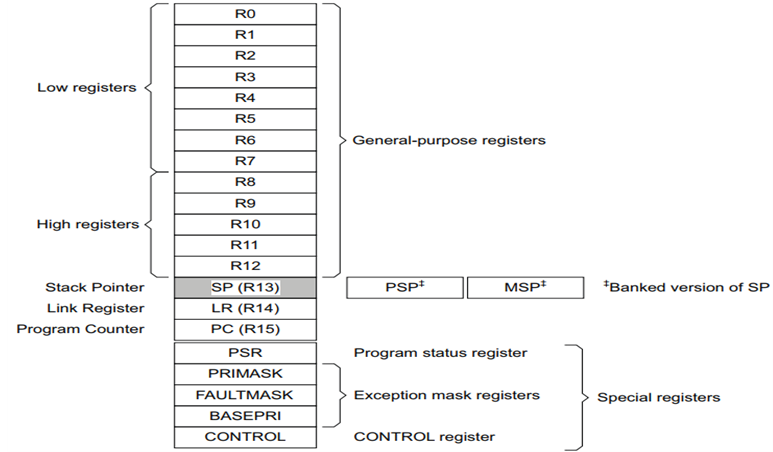 R0
R1
R2
R3
Low registers
R4
R5
R6
General-purpose registers
R7
R8
R9
High registers
R10
R11
R12
Stack Pointer SP (R13) PSP‡ MSP‡ ‡Banked version of SP
Link Register LR (R14)
Program Counter PC (R15)
PSR Program status register
PRIMASK
FAULTMASK Exception mask registers Special registers
BASEPRI
CONTROL CONTROL register